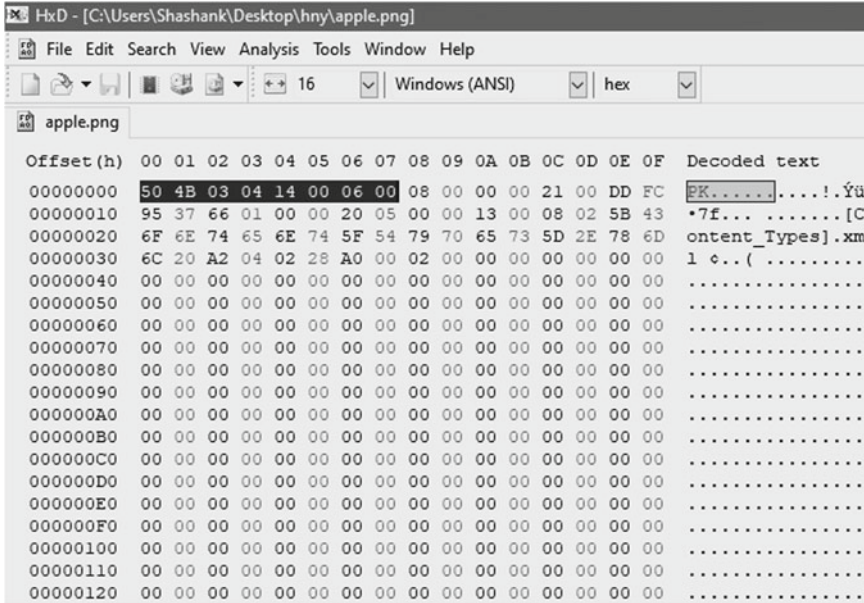 HxD - [C:\Users\Shashank\Desktop\hny\apple.png]
File Edit Search View Analysis Tools Window Help
16 Windows (ANSI) hex
apple.png
Offset(h) 00 01 02 03 04 05 06 07 08 09 0A 0B 0C 0D 0E 0F Decoded text
00000000 50 4B 03 04 14 00 06 00 08 00 00 00 21 00 DD FC PK..........!.Ýü
00000010 95 37 66 01 00 00 20 05 00 00 13 00 08 02 5B 43 •7f... .......[C
00000020 6F 6E 74 65 6E 74 5F 54 79 70 65 73 5D 2E 78 6D ontent_Types].xm
00000030 6C 20 A2 04 02 28 A0 00 02 00 00 00 00 00 00 00 l ¢..( .........
00000040 00 00 00 00 00 00 00 00 00 00 00 00 00 00 00 00 ................
00000050 00 00 00 00 00 00 00 00 00 00 00 00 00 00 00 00 ................
00000060 00 00 00 00 00 00 00 00 00 00 00 00 00 00 00 00 ................
00000070 00 00 00 00 00 00 00 00 00 00 00 00 00 00 00 00 ................
00000080 00 00 00 00 00 00 00 00 00 00 00 00 00 00 00 00 ................
00000090 00 00 00 00 00 00 00 00 00 00 00 00 00 00 00 00 ................
000000A0 00 00 00 00 00 00 00 00 00 00 00 00 00 00 00 00 ................
000000B0 00 00 00 00 00 00 00 00 00 00 00 00 00 00 00 00 ................
000000C0 00 00 00 00 00 00 00 00 00 00 00 00 00 00 00 00 ................
000000D0 00 00 00 00 00 00 00 00 00 00 00 00 00 00 00 00 ................
000000E0 00 00 00 00 00 00 00 00 00 00 00 00 00 00 00 00 ................
000000F0 00 00 00 00 00 00 00 00 00 00 00 00 00 00 00 00 ................
00000100 00 00 00 00 00 00 00 00 00 00 00 00 00 00 00 00 ................
00000110 00 00 00 00 00 00 00 00 00 00 00 00 00 00 00 00 ................
00000120 00 00 00 00 00 00 00 00 00 00 00 00 00 00 00 00 ................